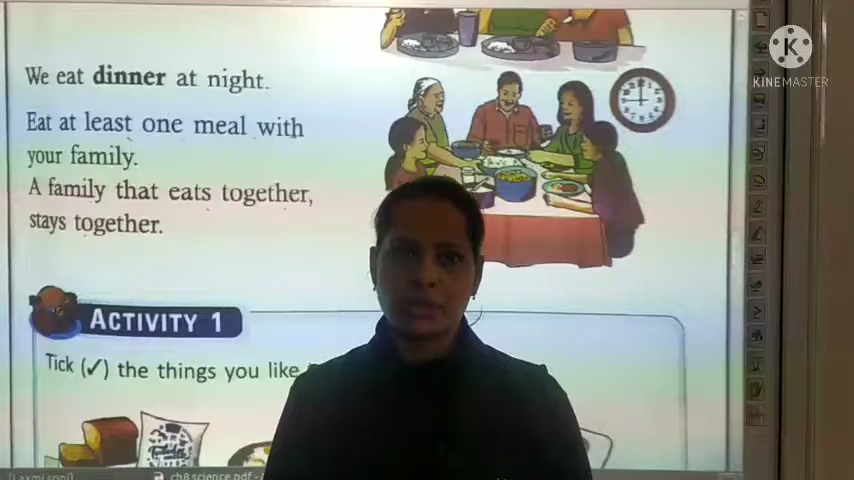 We eat dinner at night.
Eat at least one meal with
your family.
A family that eats together,
stays together.
ACTIVITY 1
Tick (✓) the things you like
KINEMASTER
ch8 science.pdf